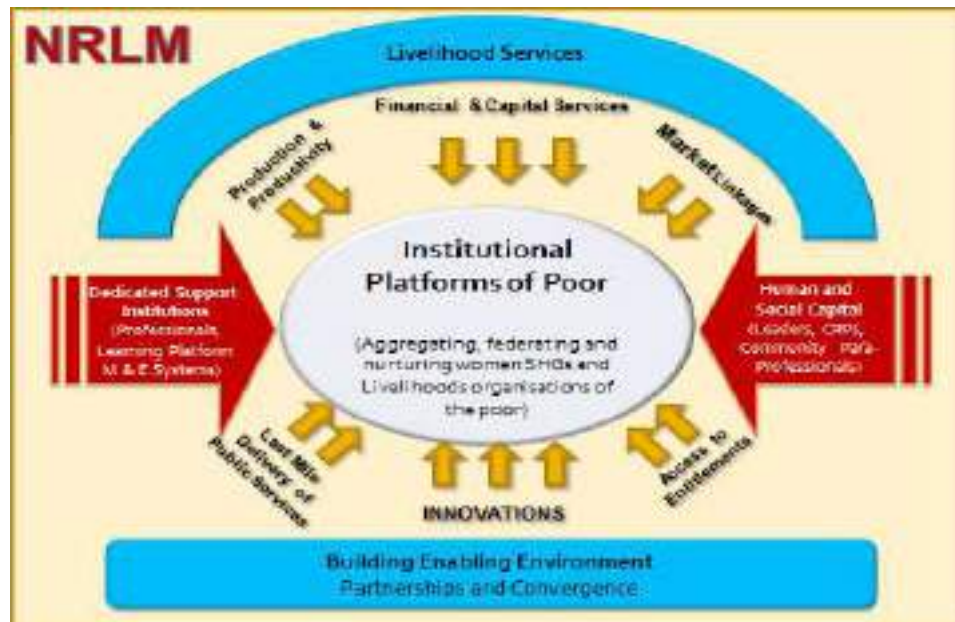 NRLM
Livelihood Services
Financial & Capital Services
Production &
Productivity
Market Linkages
Institutional
Platforms of Poor
(Aggregating, federating and
nurturing women SHGs and
Livelihoods organisations of
the poor)
Dedicated Support
Institutions
(Professionals,
Learning Platform
M & E Systems)
Human and
Social Capital
(Leaders, CRPs,
Community Para-
Professionals)
Last Mile
Delivery of
Public Services
INNOVATIONS
Access to
Entitlements
Building Enabling Environment
Partnerships and Convergence